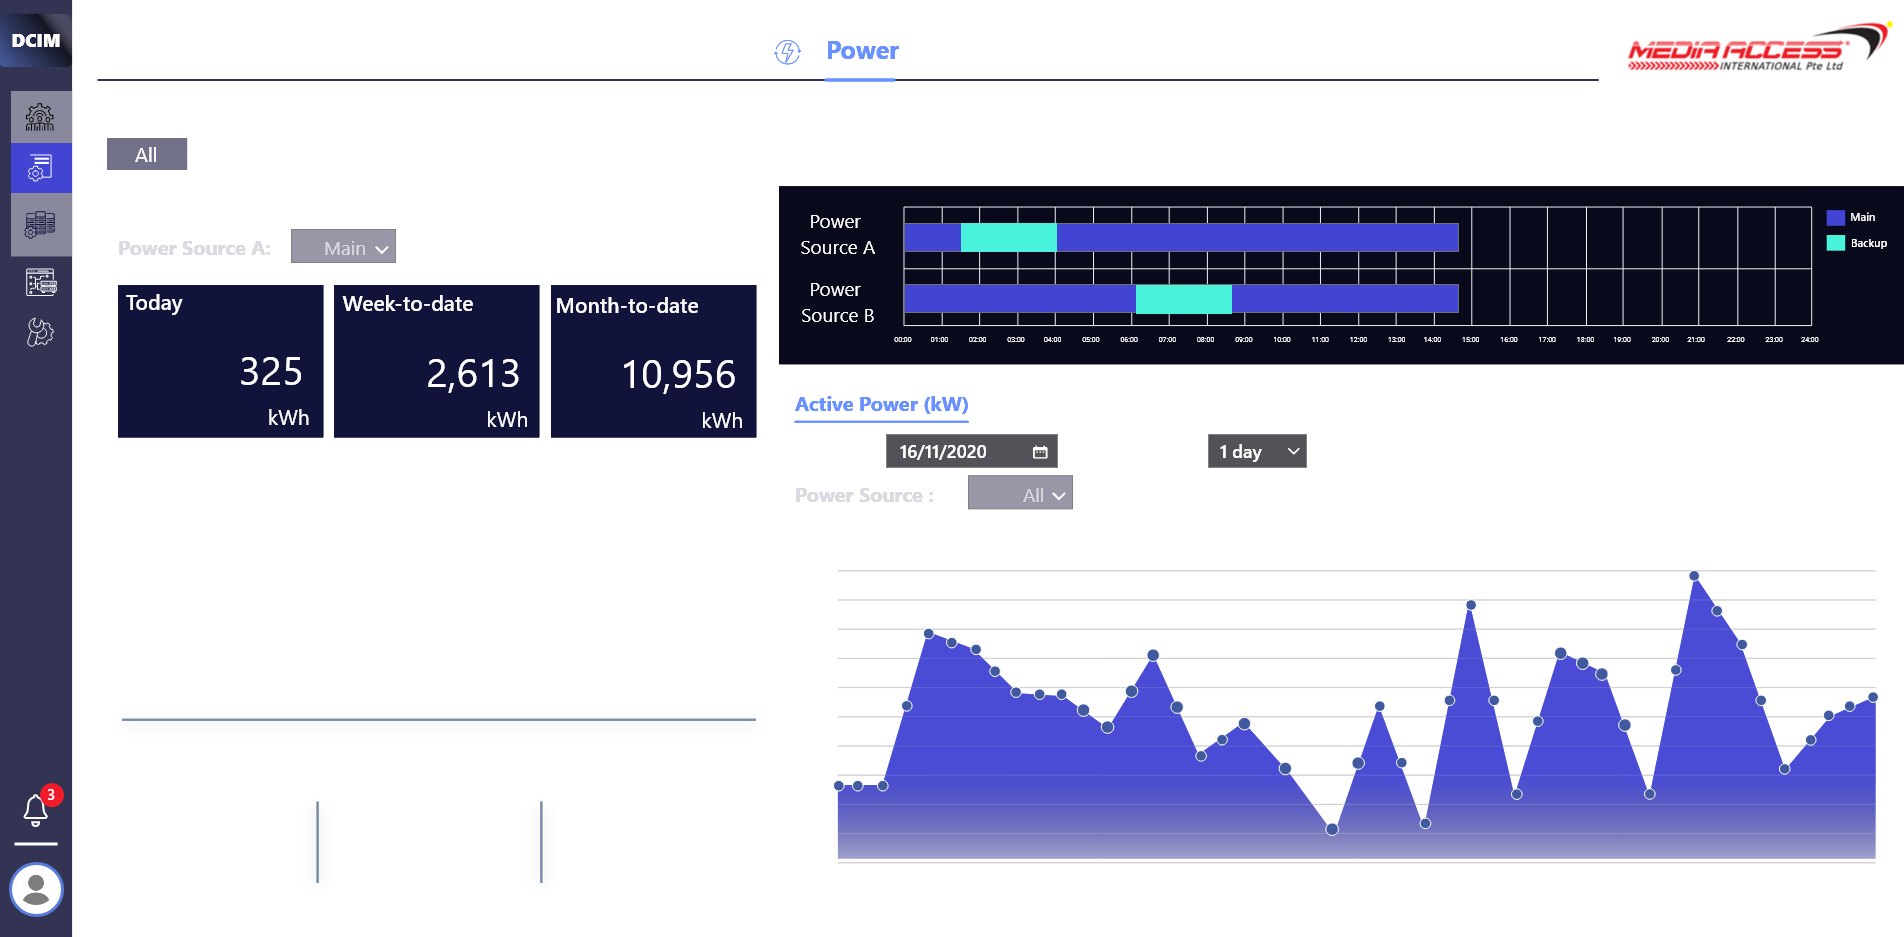 DCIM
Power
MEDIA ACCESS
INTERNATIONAL Pte Ltd
All
Power Source A:
Main
Today
325
kWh
Week-to-date
2,613
kWh
Month-to-date
10,956
kWh
Power
Source A
Power
Source B
00:00 01:00 02:00 03:00 04:00 05:00 06:00 07:00 08:00 09:00 10:00 11:00 12:00 13:00 14:00 15:00 16:00 17:00 18:00 19:00 20:00 21:00 22:00 23:00 24:00
Main
Backup
Active Power (kW)
16/11/2020
1 day
Power Source :
All
3